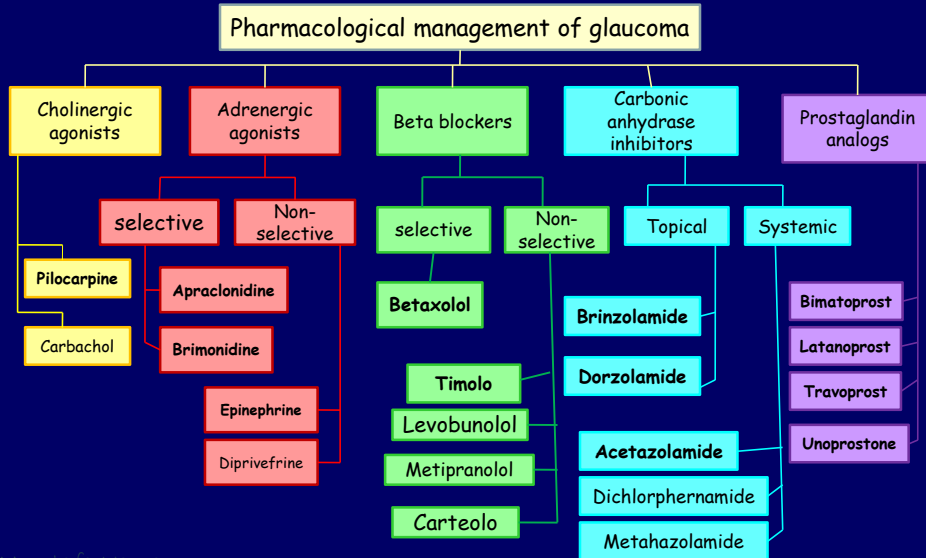 Pharmacological management of glaucoma
Cholinergic
agonists
Pilocarpine
Carbachol
Adrenergic
agonists
selective
Apraclonidine
Brimonidine
Non-
selective
Epinephrine
Diprivefrine
Beta blockers
selective
Betaxolol
Non-
selective
Timolo
Levobunolol
Metipranolol
Carteolo
Carbonic
anhydrase
inhibitors
Topical
Brinzolamide
Dorzolamide
Systemic
Acetazolamide
Dichlorphernamide
Metahazolamide
Prostaglandin
analogs
Bimatoprost
Latanoprost
Travoprost
Unoprostone